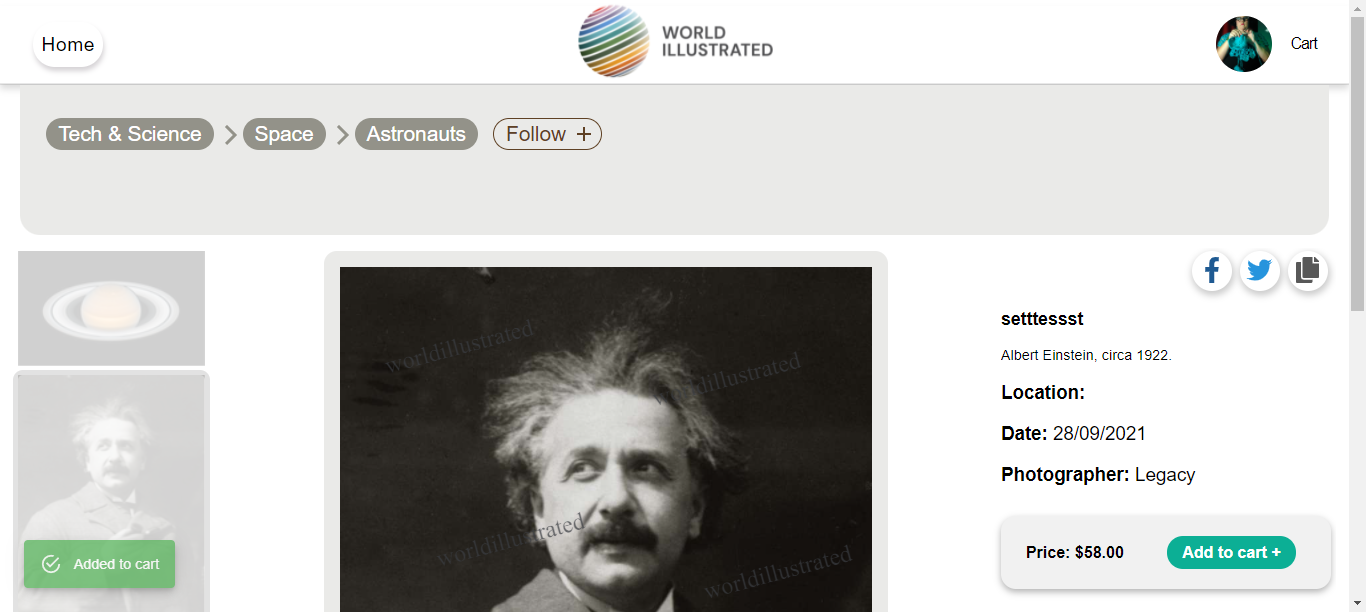 Home
WORLD
ILLUSTRATED
Cart
Tech & Science
Space
Astronauts
Follow +
setttessst
Albert Einstein, circa 1922.
Location:
Date: 28/09/2021
Photographer: Legacy
Price: $58.00
Add to cart +
worldillustrated
dillustrated
worldillustrated
worldillustrated
Added to cart